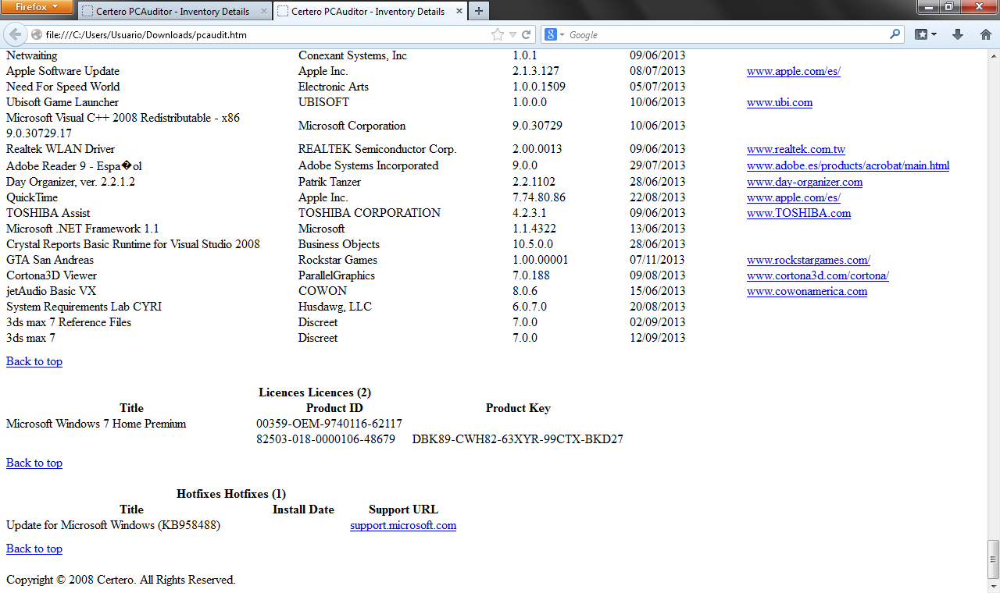 Firefox
Certero PCAuditor - Inventory Details
Certero PCAuditor - Inventory Details
file:///C:/Users/Usuario/Downloads/pcaudit.htm
Google
Netwaiting Conexant Systems, Inc 1.0.1 09/06/2013
Apple Software Update Apple Inc. 2.1.3.127 08/07/2013 www.apple.com/es/
Need For Speed World Electronic Arts 1.0.0.1509 05/07/2013
Ubisoft Game Launcher UBISOFT 1.0.0.0 10/06/2013 www.ubi.com
Microsoft Visual C++ 2008 Redistributable - x86
9.0.30729.17 Microsoft Corporation 9.0.30729 10/06/2013
Realtek WLAN Driver REALTEK Semiconductor Corp. 2.00.0013 09/06/2013 www.realtek.com.tw
Adobe Reader 9 - Espa�ol Adobe Systems Incorporated 9.0.0 29/07/2013 www.adobe.es/products/acrobat/main.html
Day Organizer, ver. 2.2.1.2 Patrik Tanzer 2.2.1102 28/06/2013 www.day-organizer.com
QuickTime Apple Inc. 7.74.80.86 22/08/2013 www.apple.com/es/
TOSHIBA Assist TOSHIBA CORPORATION 4.2.3.1 09/06/2013 www.TOSHIBA.com
Microsoft .NET Framework 1.1 Microsoft 1.1.4322 13/06/2013
Crystal Reports Basic Runtime for Visual Studio 2008 Business Objects 10.5.0.0 28/06/2013
GTA San Andreas Rockstar Games 1.00.00001 07/11/2013 www.rockstargames.com/
Cortona3D Viewer ParallelGraphics 7.0.188 09/08/2013 www.cortona3d.com/cortona/
jetAudio Basic VX COWON 8.0.6 15/06/2013 www.cowonamerica.com
System Requirements Lab CYRI Husdawg, LLC 6.0.7.0 20/08/2013
3ds max 7 Reference Files Discreet 7.0.0 02/09/2013
3ds max 7 Discreet 7.0.0 12/09/2013
Back to top
Licences Licences (2)
Title Product ID Product Key
Microsoft Windows 7 Home Premium 00359-OEM-9740116-62117
82503-018-0000106-48679 DBK89-CWH82-63XYR-99CTX-BKD27
Back to top
Hotfixes Hotfixes (1)
Title Install Date Support URL
Update for Microsoft Windows (KB958488) support.microsoft.com
Back to top
Copyright © 2008 Certero. All Rights Reserved.